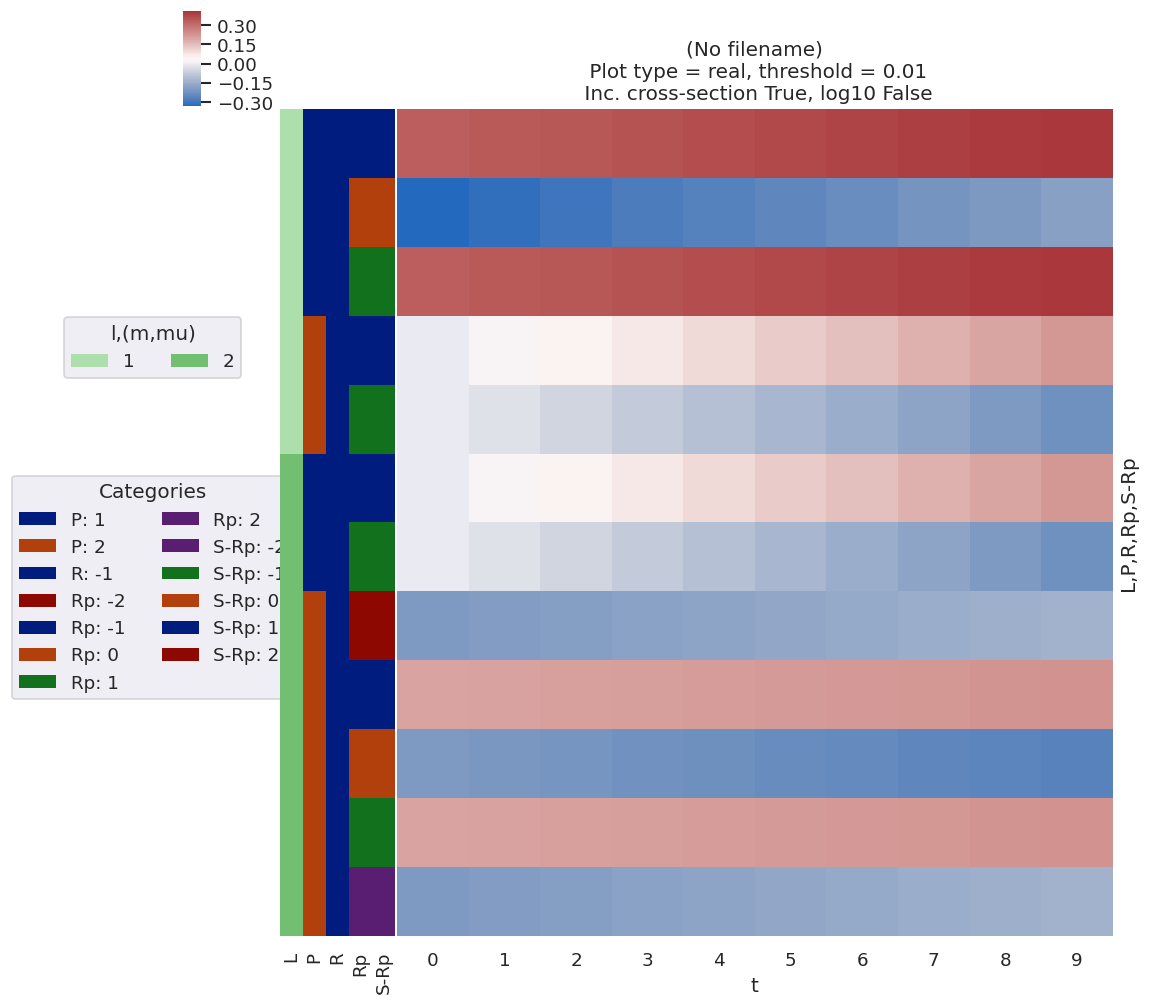 0.30
0.15
0.00
−0.15
−0.30
(No filename)
Plot type = real, threshold = 0.01
Inc. cross-section True, log10 False
l,(m,mu)
1 2
Categories
P: 1 Rp: 2
P: 2 S-Rp: -2
R: -1 S-Rp: -1
Rp: -2 S-Rp: 0
Rp: -1 S-Rp: 1
Rp: 0 S-Rp: 2
Rp: 1
L,P,R,Rp,S-Rp
L P R Rp S-Rp
0 1 2 3 4 5 6 7 8 9
t